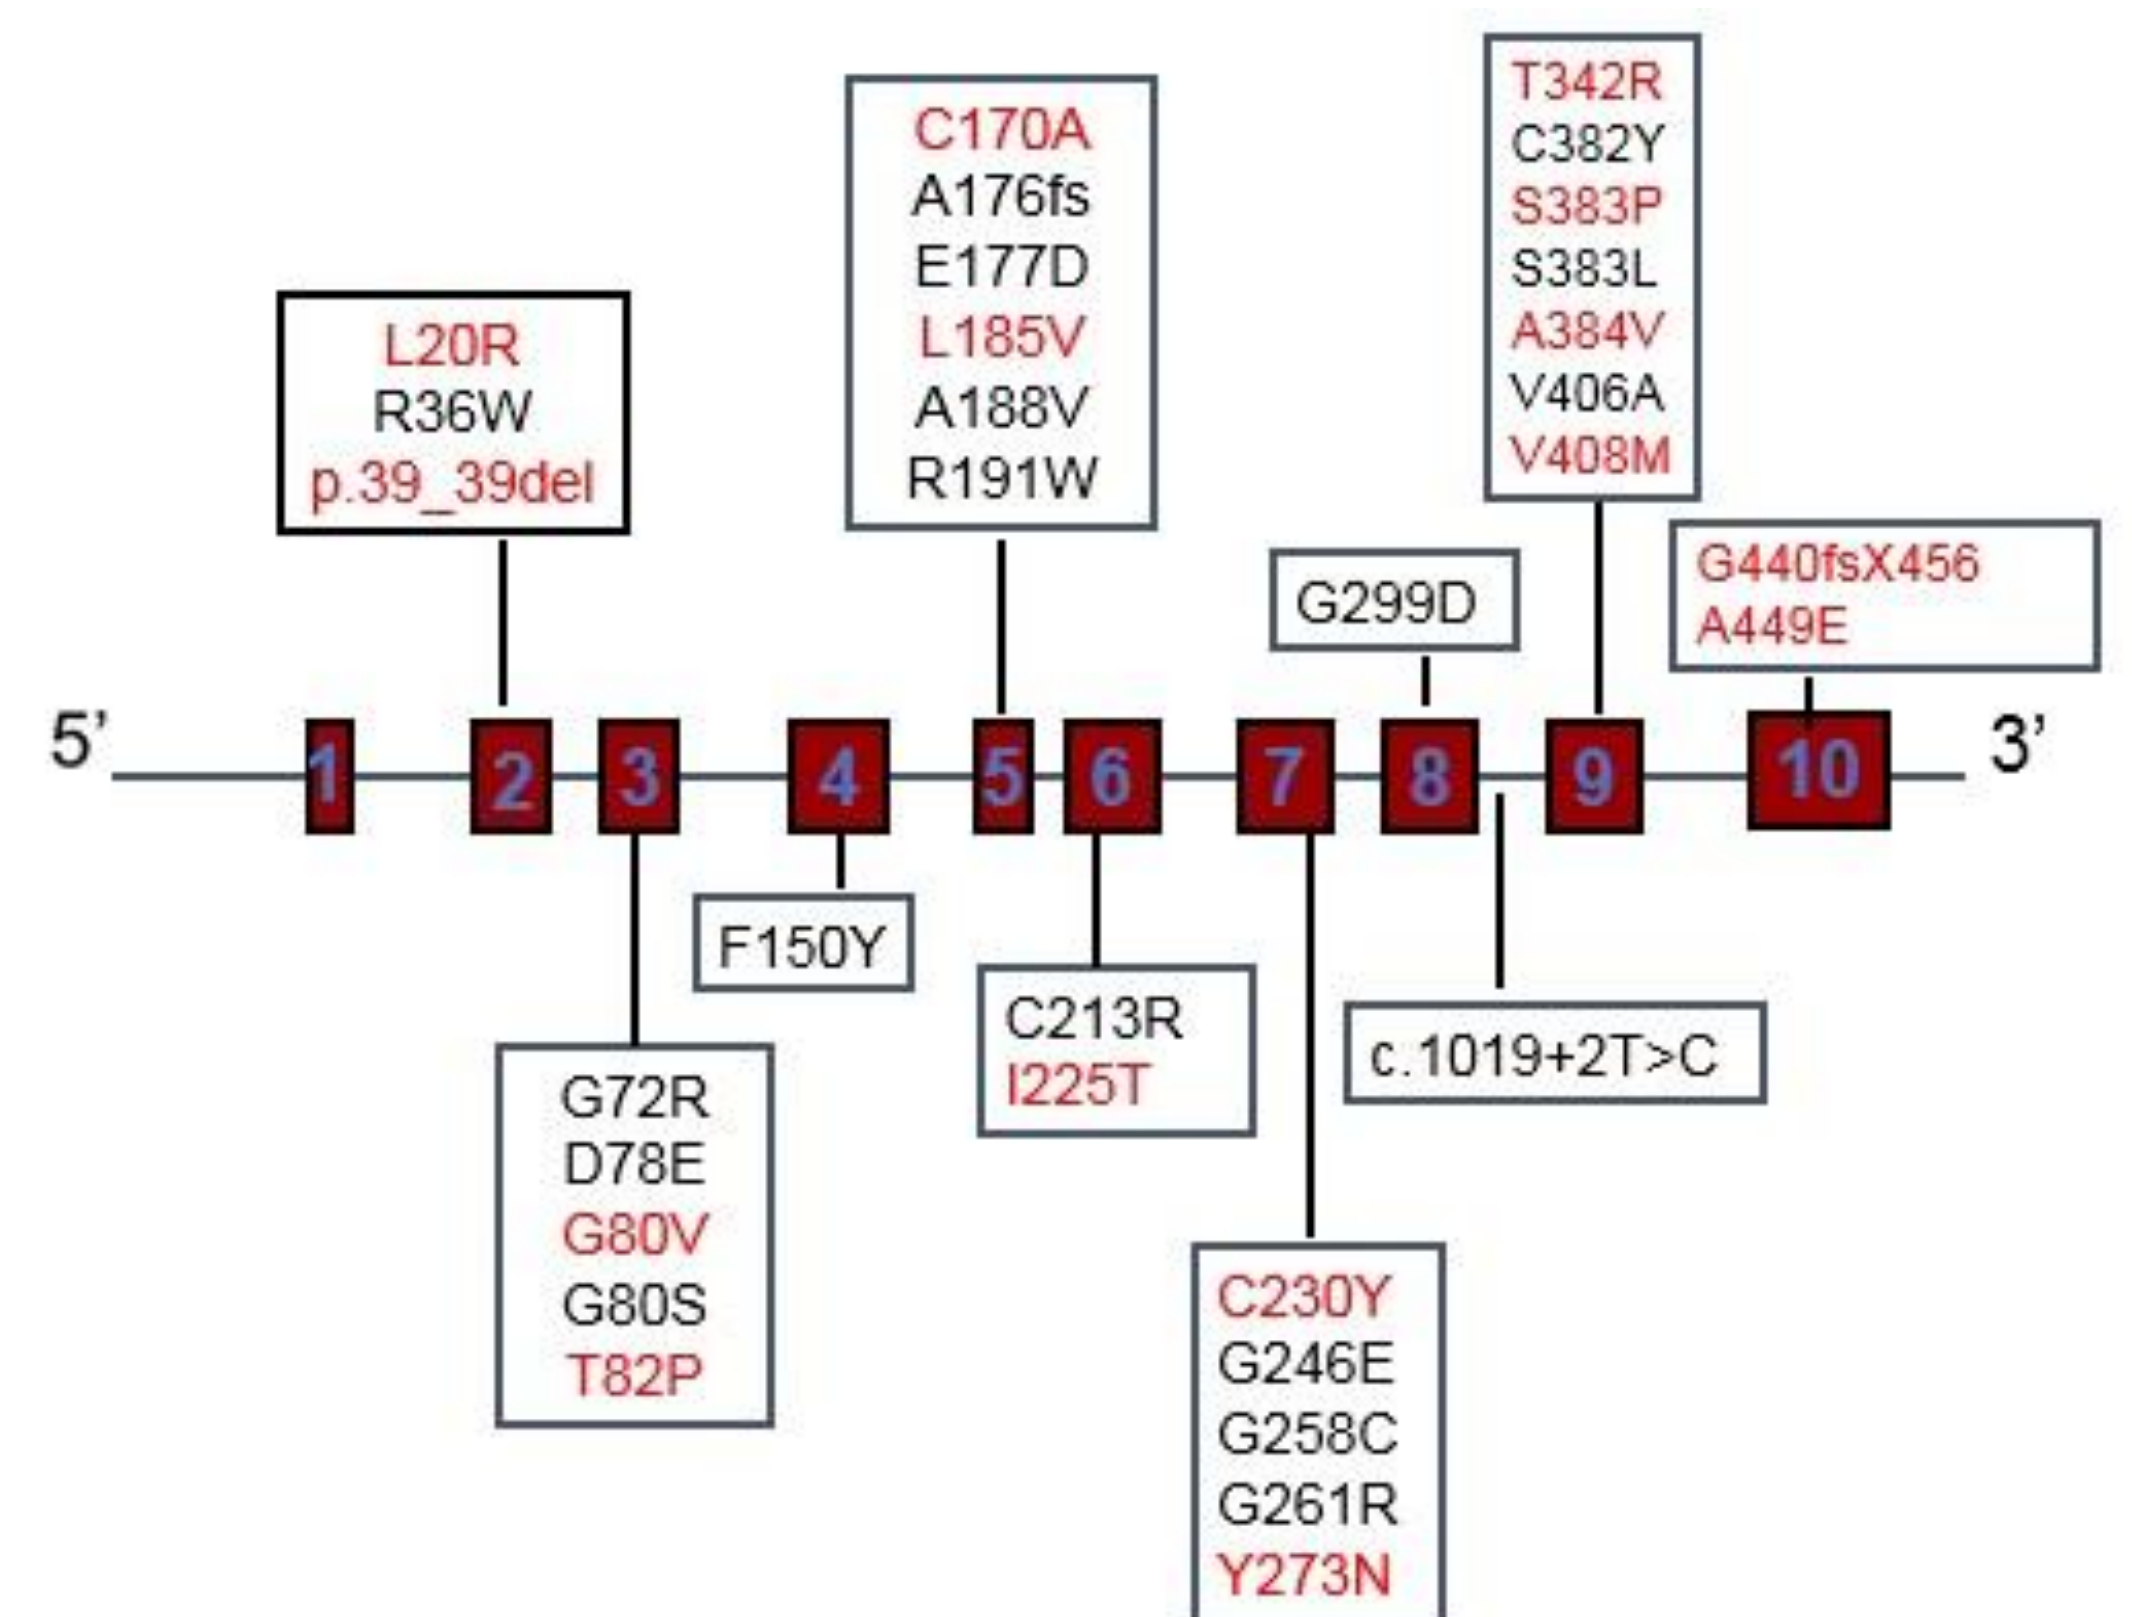 T342R
C382Y
S383P
S383L
A384V
V406A
V408M
C170A
A176fs
E177D
L185V
A188V
R191W
L20R
R36W
p.39_39del
G299D
G440fsX456
A449E
5’
1
2
3
4
5
6
7
8
9
10
3’
F150Y
C213R
I225T
c.1019+2T>C
G72R
D78E
G80V
G80S
T82P
C230Y
G246E
G258C
G261R
Y273N